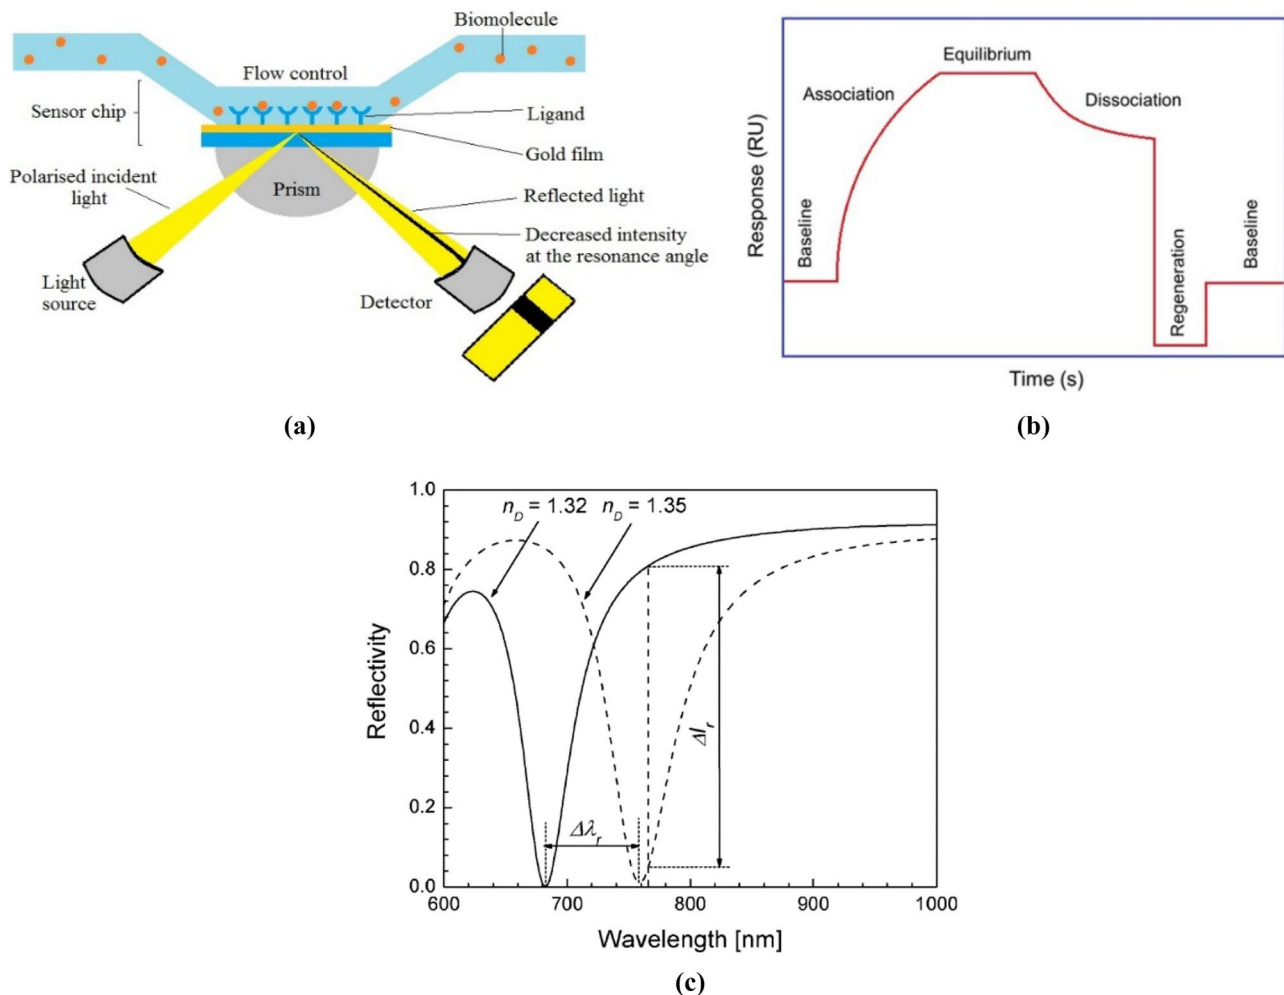 Biomolecule
Flow control
Sensor chip
Ligand
Gold film
Polarised incident
light
Prism
Reflected light
Decreased intensity
at the resonance angle
Light
source
Detector
(a)
Response (RU)
Baseline
Association
Equilibrium
Dissociation
Regeneration
Baseline
Time (s)
(b)
Reflectivity
1.0
0.8
0.6
0.4
0.2
0.0
n_D = 1.32 n_D = 1.35
Δλ_r
ΔI_r
600 700 800 900 1000
Wavelength [nm]
(c)